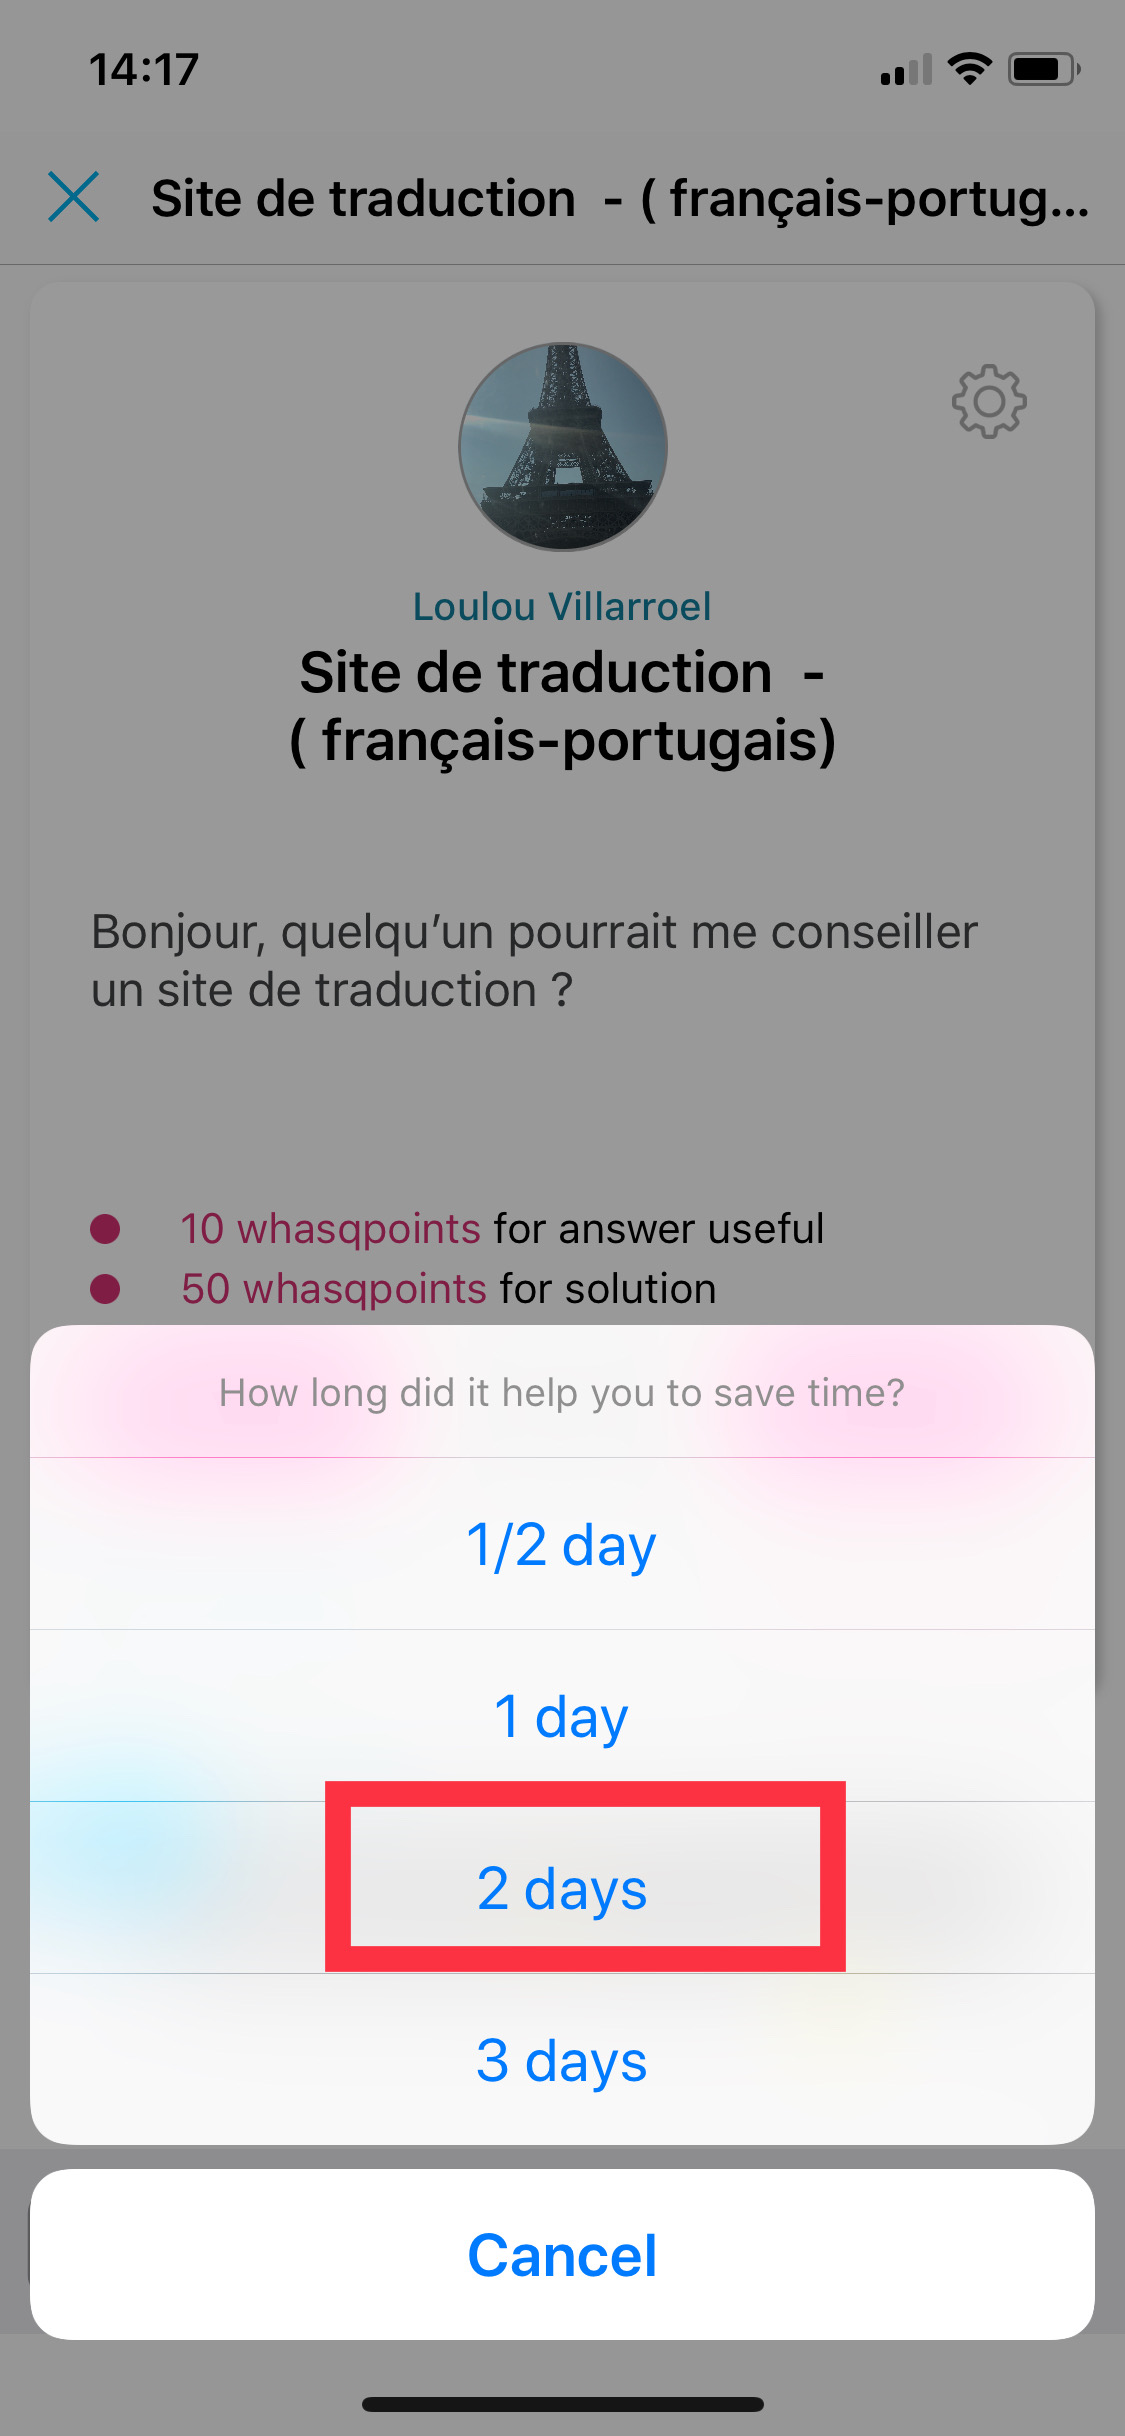 14:17
Site de traduction  - ( français-portug...
Loulou Villarroel
Site de traduction  -
( français-portugais)
Bonjour, quelqu’un pourrait me conseiller
un site de traduction ?
10 whasqpoints for answer useful
50 whasqpoints for solution
How long did it help you to save time?
1/2 day
1 day
2 days
3 days
Cancel